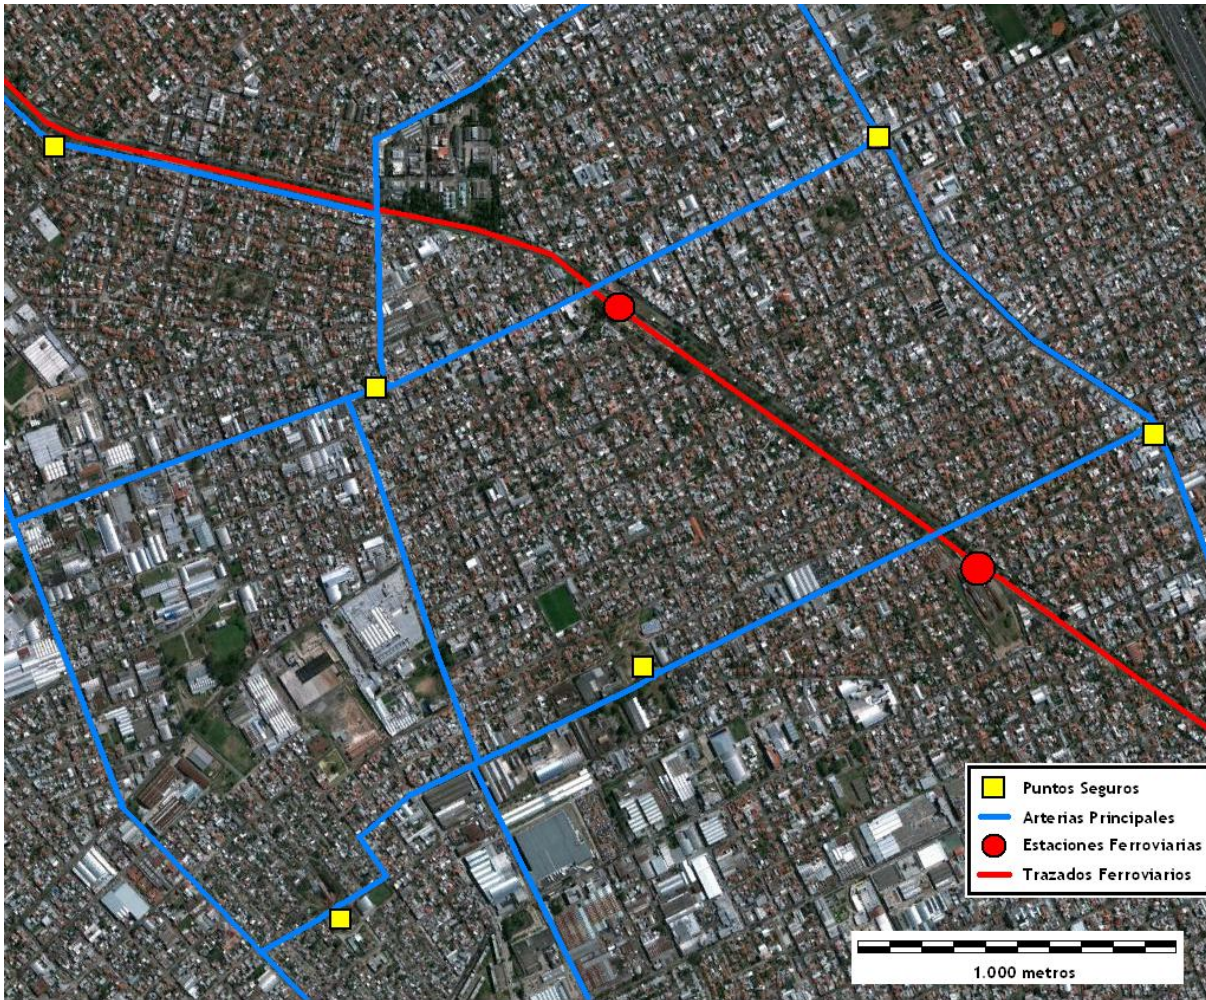 Puntos Seguros
Arterias Principales
Estaciones Ferroviarias
Trazados Ferroviarios
1.000 metros